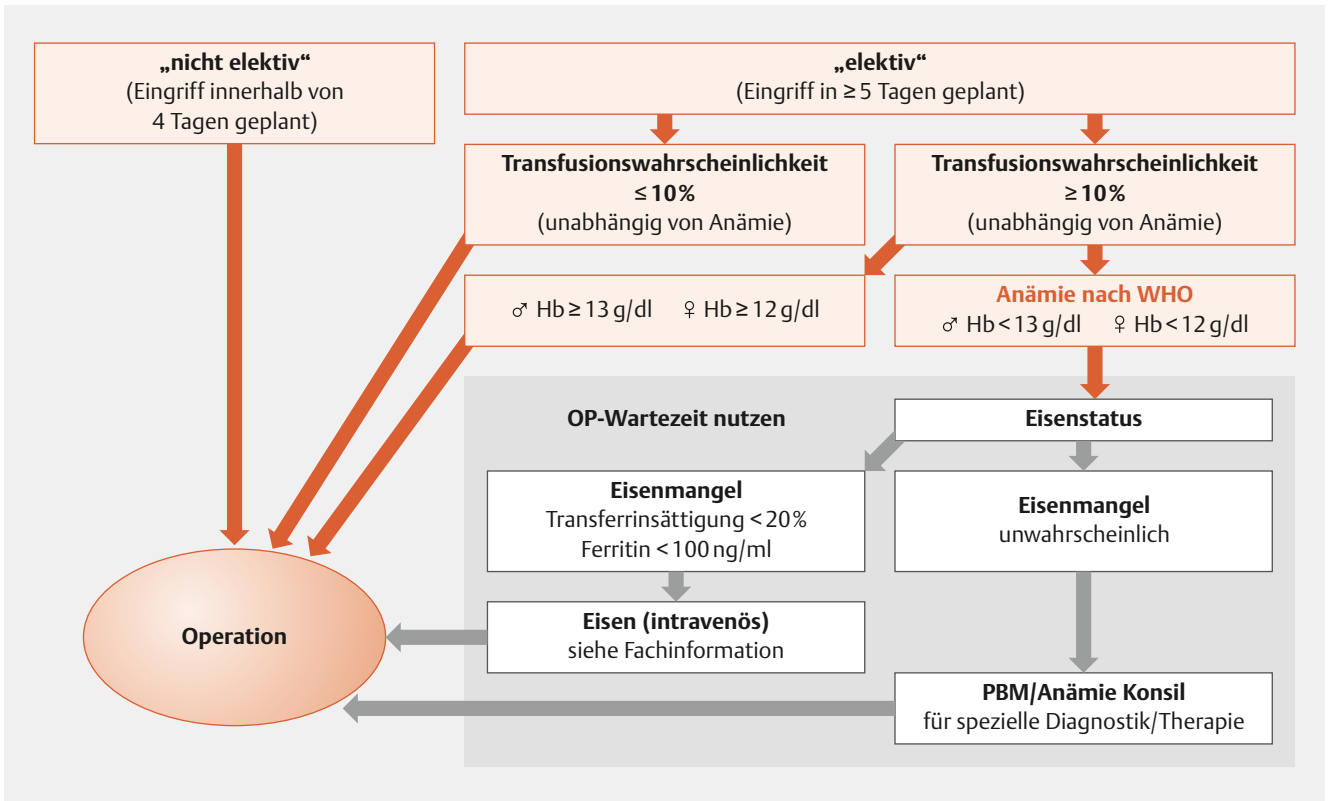 „nicht elektiv“
(Eingriff innerhalb von
4 Tagen geplant)
„elektiv“
(Eingriff in ≥ 5 Tagen geplant)
Transfusionswahrscheinlichkeit
≤ 10%
(unabhängig von Anämie)
Transfusionswahrscheinlichkeit
≥ 10%
(unabhängig von Anämie)
♂ Hb ≥ 13 g/dl ♀ Hb ≥ 12 g/dl
Anämie nach WHO
♂ Hb < 13 g/dl ♀ Hb < 12 g/dl
OP-Wartezeit nutzen
Eisenstatus
Eisenmangel
Transferrinsättigung < 20%
Ferritin < 100 ng/ml
Eisenmangel
unwahrscheinlich
Eisen (intravenös)
siehe Fachinformation
Operation
PBM/Anämie Konsil
für spezielle Diagnostik/Therapie